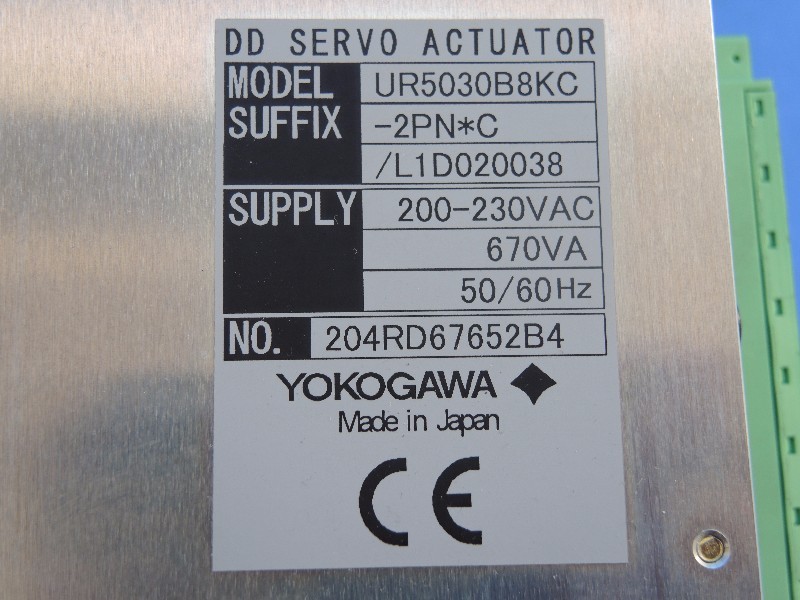 DD SERVO ACTUATOR
MODEL UR5030B8KC
SUFFIX -2PN*C
/L1D020038
SUPPLY 200-230VAC
670VA
50/60Hz
NO. 204RD67652B4
YOKOGAWA
Made in Japan
CE